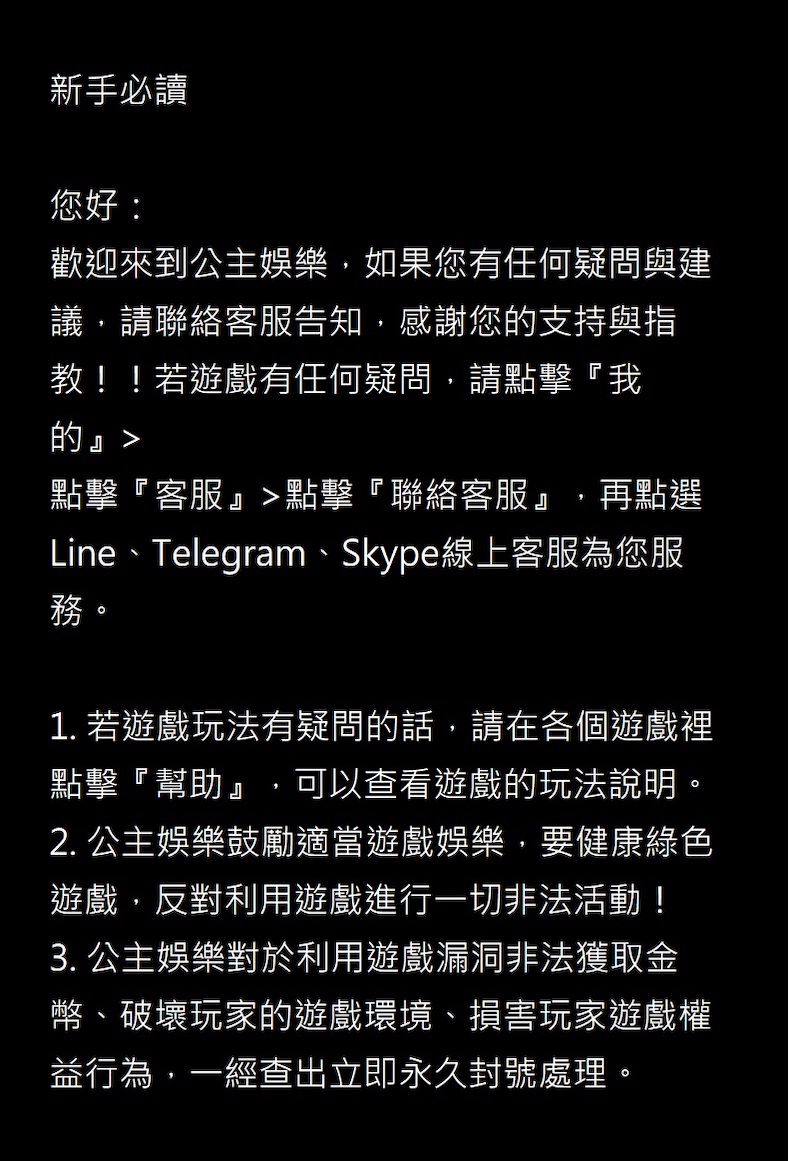 新手必讀
您好：
歡迎來到公主娛樂，如果您有任何疑問與建
議，請聯絡客服告知，感謝您的支持與指
教！！若遊戲有任何疑問，請點擊『我
的』>
點擊『客服』>點擊『聯絡客服』，再點選
Line、Telegram、Skype線上客服為您服
務。
1. 若遊戲玩法有疑問的話，請在各個遊戲裡
點擊『幫助』，可以查看遊戲的玩法說明。
2. 公主娛樂鼓勵適當遊戲娛樂，要健康綠色
遊戲，反對利用遊戲進行一切非法活動！
3. 公主娛樂對於利用遊戲漏洞非法獲取金
幣、破壞玩家的遊戲環境、損害玩家遊戲權
益行為，一經查出立即永久封號處理。